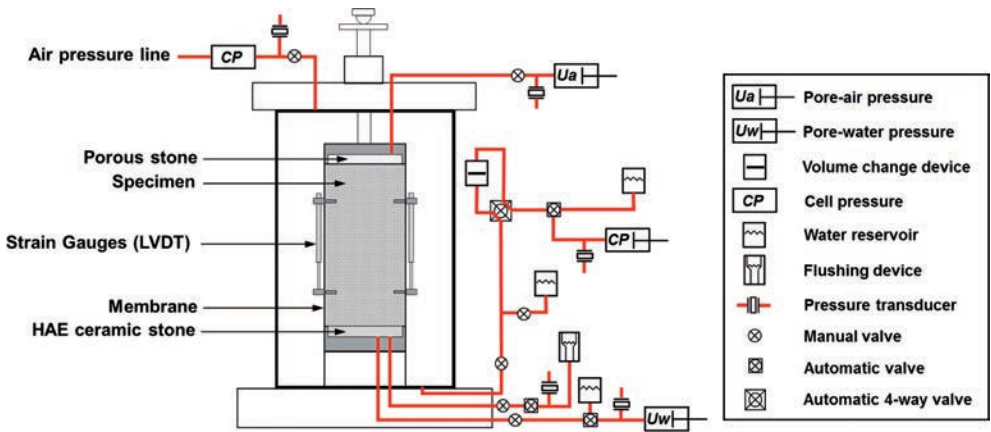 Air pressure line
CP
Ua
Porous stone
Specimen
Strain Gauges (LVDT)
CP
Membrane
HAE ceramic stone
Uw
Ua Pore-air pressure
Uw Pore-water pressure
Volume change device
CP Cell pressure
Water reservoir
Flushing device
Pressure transducer
Manual valve
Automatic valve
Automatic 4-way valve